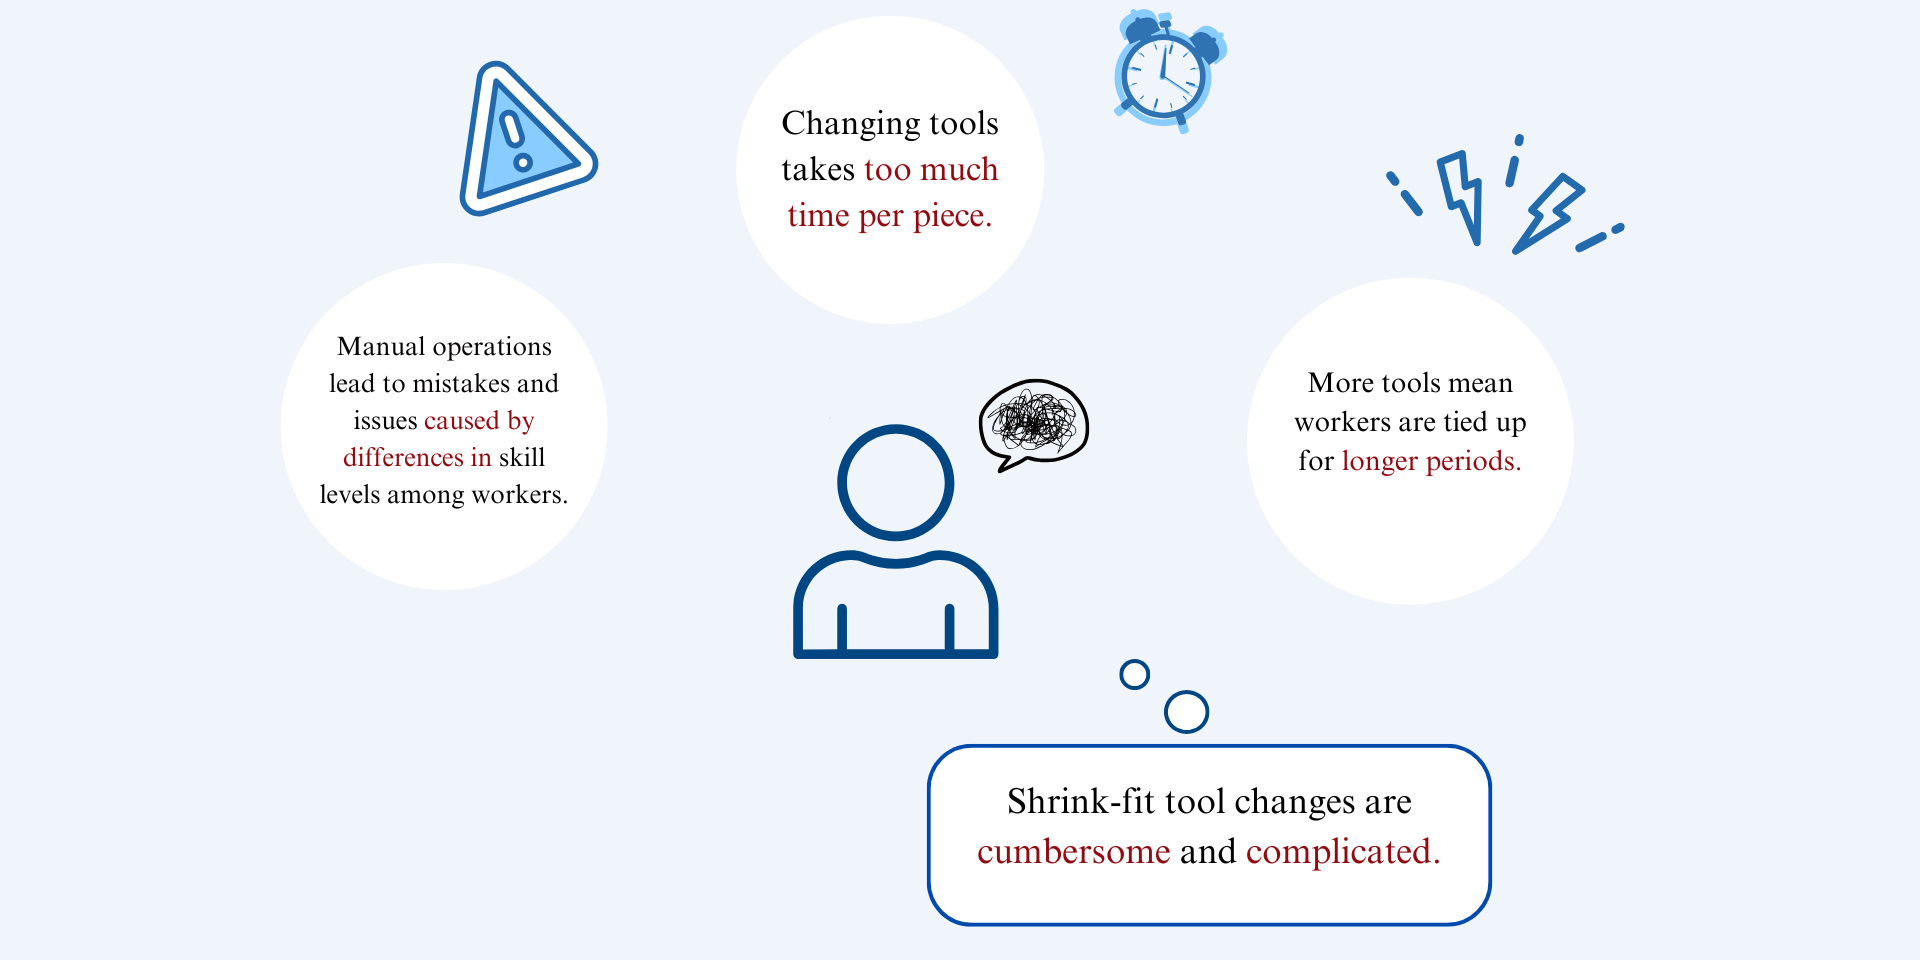 Changing tools
takes too much
time per piece.
Manual operations
lead to mistakes and
issues caused by
differences in skill
levels among workers.
More tools mean
workers are tied up
for longer periods.
Shrink-fit tool changes are
cumbersome and complicated.